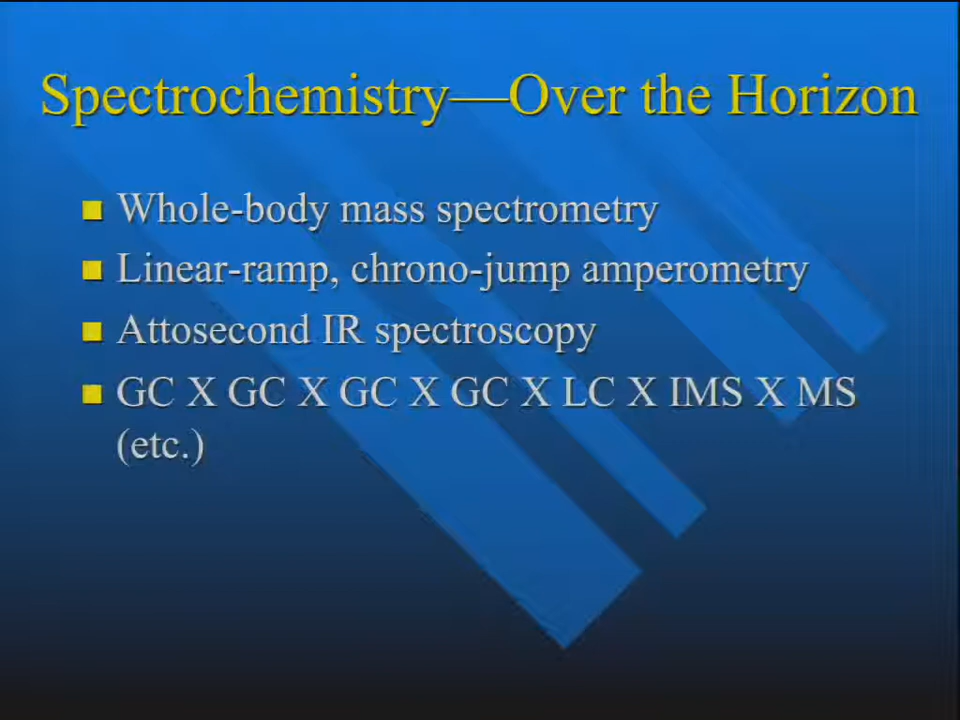 Spectrochemistry—Over the Horizon
Whole-body mass spectrometry
Linear-ramp, chrono-jump amperometry
Attosecond IR spectroscopy
GC X GC X GC X GC X LC X IMS X MS
(etc.)